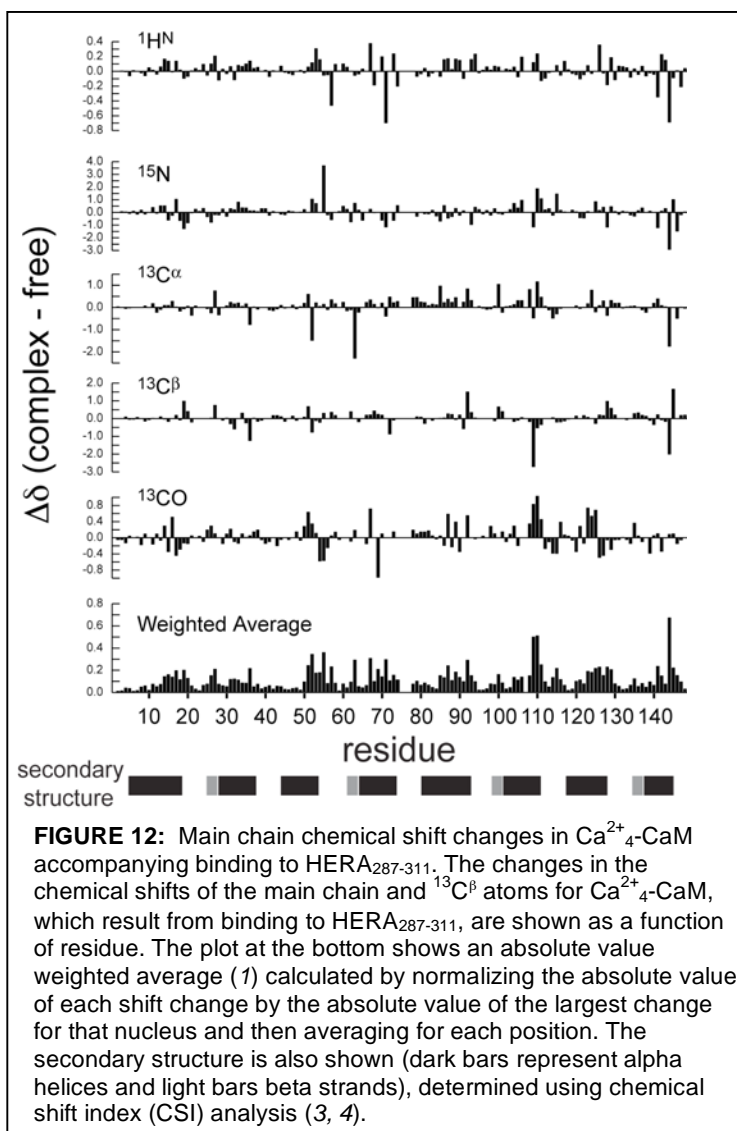 ¹Hᴺ
0.4
0.2
0.0
-0.2
-0.4
-0.6
-0.8
¹⁵N
4.0
3.0
2.0
1.0
0.0
-1.0
-2.0
-3.0
¹³Cᵅ
1.0
0.0
-1.0
-2.0
¹³Cᵝ
2.0
1.0
0.0
-1.0
-2.0
-3.0
¹³CO
0.8
0.4
0.0
-0.4
-0.8
Weighted Average
0.8
0.6
0.4
0.2
0.0
Δδ (complex - free)
10 20 30 40 50 60 70 80 90 100 110 120 130 140
residue
secondary
structure
FIGURE 12: Main chain chemical shift changes in Ca²⁺₄-CaM
accompanying binding to HERA₂₈₇₋₃₁₁. The changes in the
chemical shifts of the main chain and ¹³Cᵝ atoms for Ca²⁺₄-CaM,
which result from binding to HERA₂₈₇₋₃₁₁, are shown as a function
of residue. The plot at the bottom shows an absolute value
weighted average (1) calculated by normalizing the absolute value
of each shift change by the absolute value of the largest change
for that nucleus and then averaging for each position. The
secondary structure is also shown (dark bars represent alpha
helices and light bars beta strands), determined using chemical
shift index (CSI) analysis (3, 4).